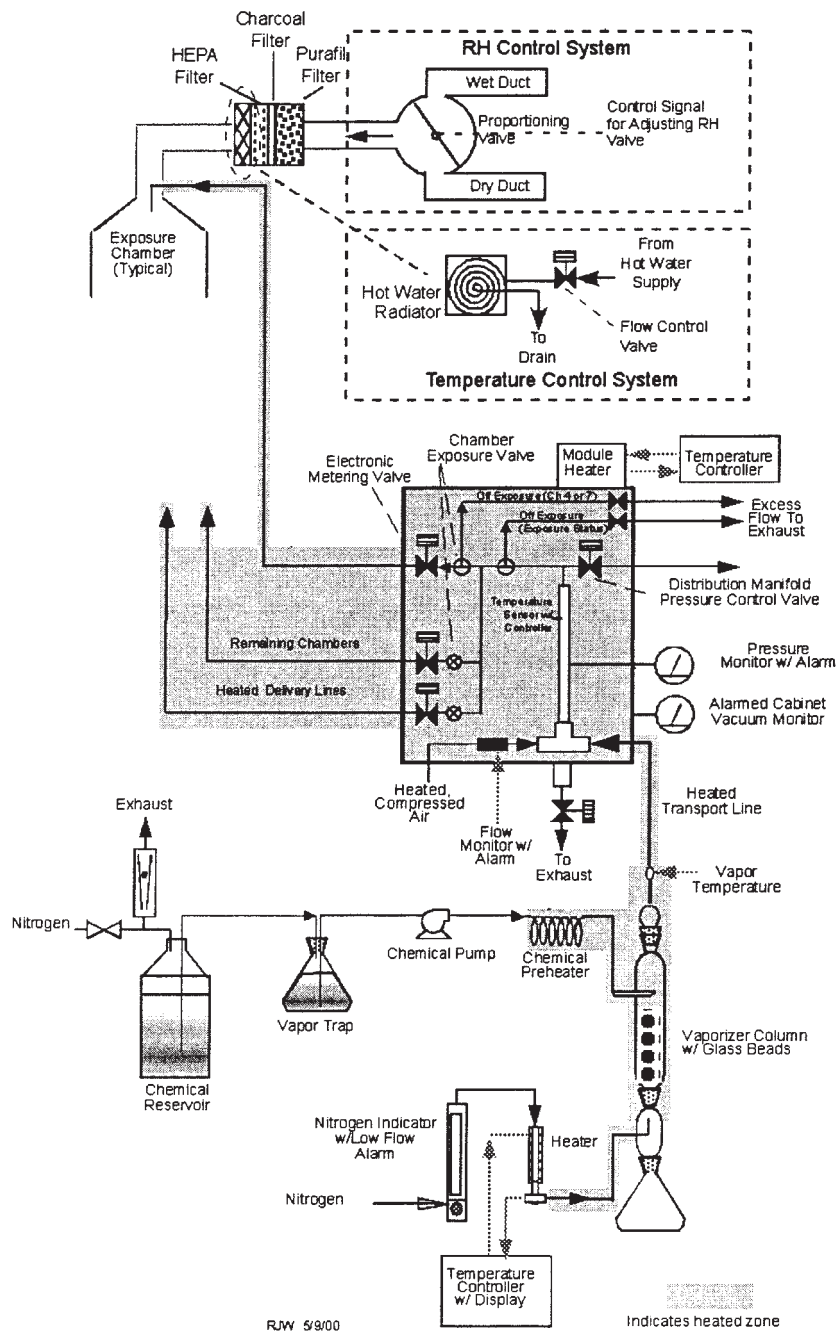 Charcoal
Filter
HEPA
Filter
Purafil
Filter
RH Control System
Wet Duct
Proportioning
Valve
Control Signal
for Adjusting RH
Valve
Dry Duct
Exposure
Chamber
(Typical)
From
Hot Water
Supply
Hot Water
Radiator
To
Drain
Flow Control
Valve
Temperature Control System
Chamber
Exposure Valve
Electronic
Metering Valve
Module
Heater
Temperature
Controller
Off Exposure (Ch 4 or 7)
Off Exposure
(Exposure Status)
Excess
Flow To
Exhaust
Distribution Manifold
Pressure Control Valve
Temperature
Sensor w/
Controller
Remaining Chambers
Pressure
Monitor w/ Alarm
Heated Delivery Lines
Alarmed Cabinet
Vacuum Monitor
Heated,
Compressed
Air
Flow
Monitor w/
Alarm
To
Exhaust
Heated
Transport Line
Exhaust
Vapor
Temperature
Nitrogen
Chemical Pump
Chemical
Preheater
Vapor Trap
Vaporizer Column
w/ Glass Beads
Chemical
Reservoir
Nitrogen Indicator
w/Low Flow
Alarm
Heater
Nitrogen
Temperature
Controller
w/ Display
RJW 5/9/00
Indicates heated zone